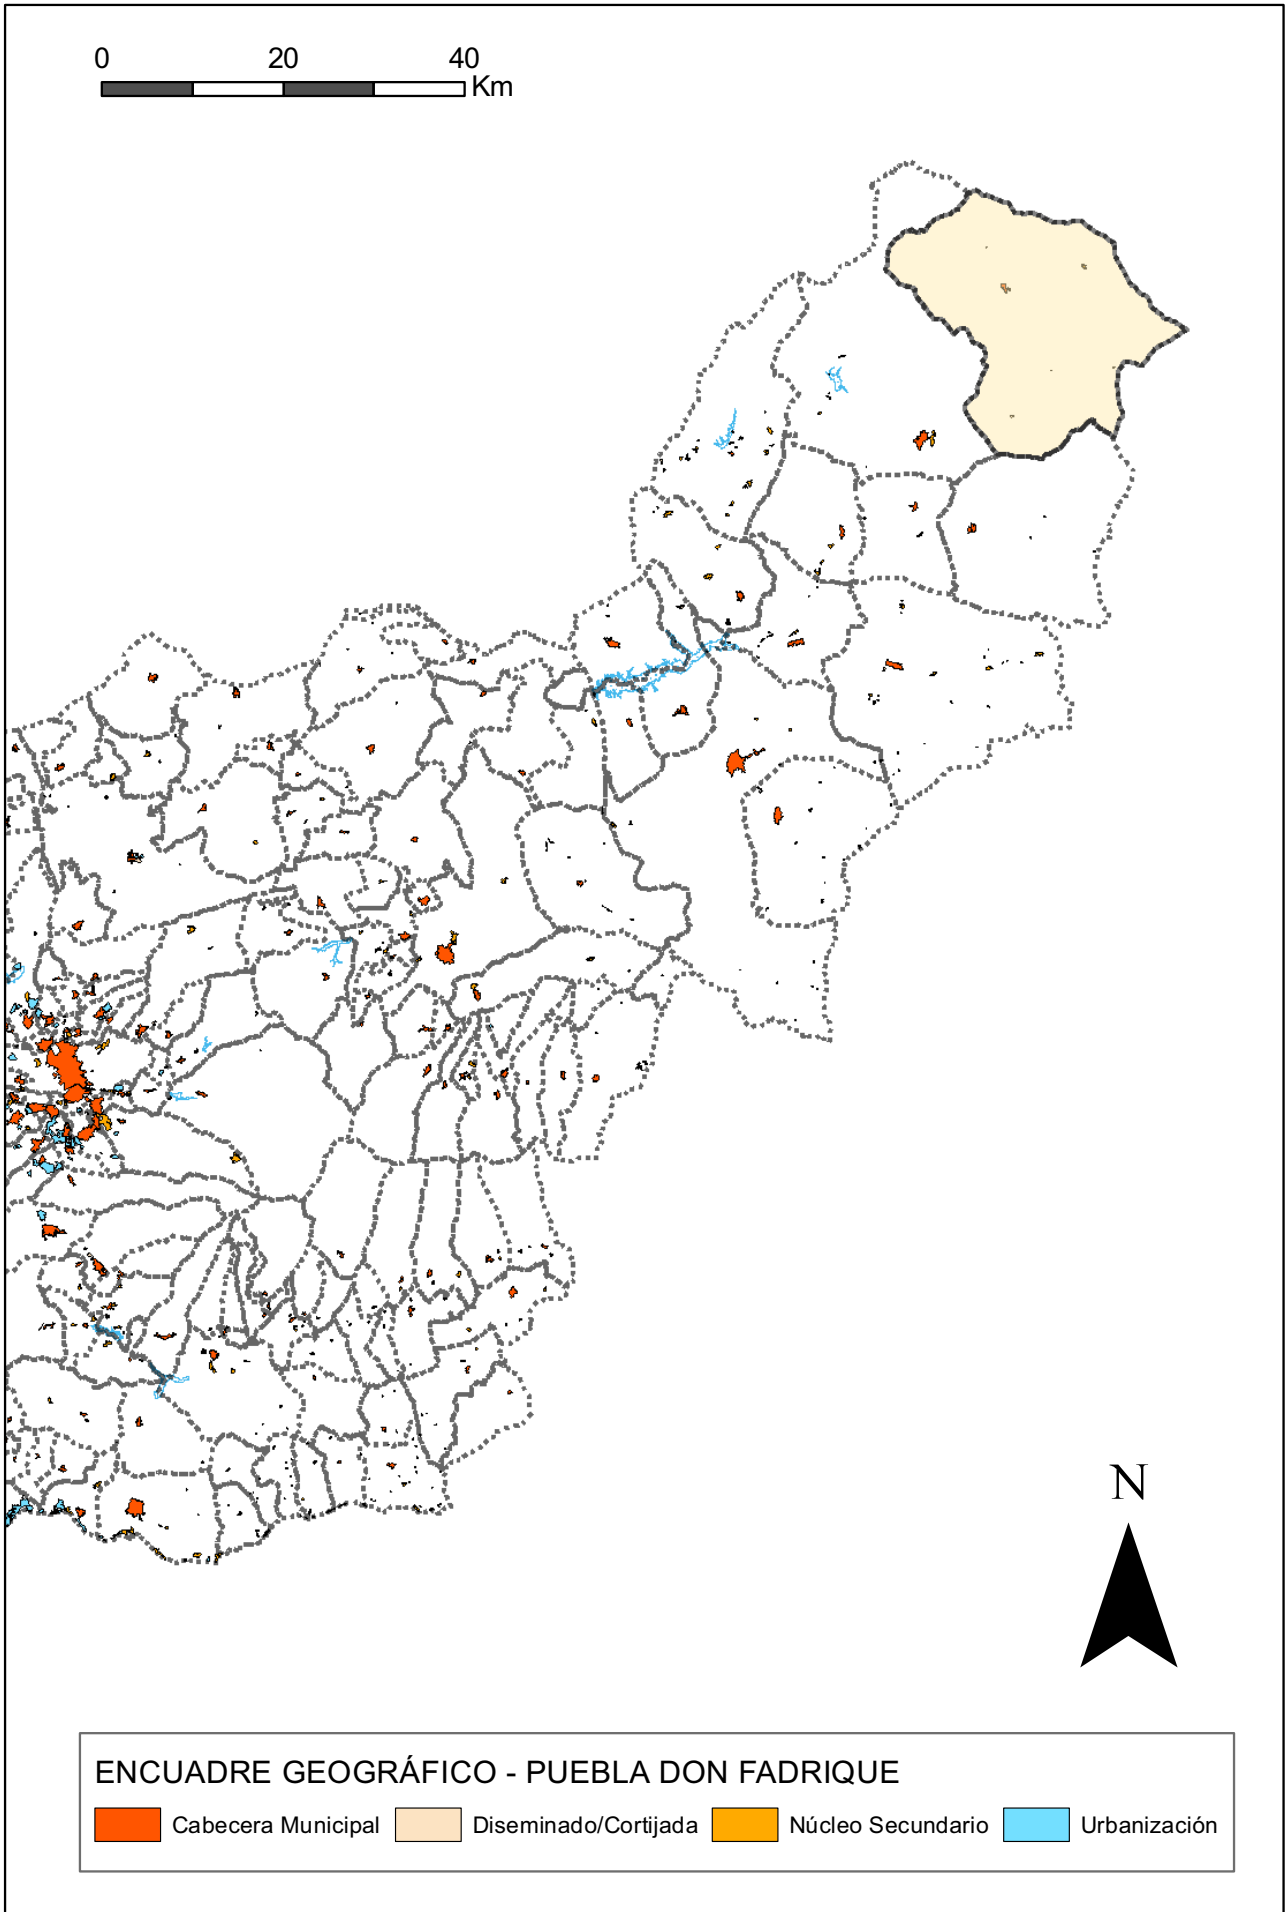 0 20 40
Km
N
ENCUADRE GEOGRÁFICO - PUEBLA DON FADRIQUE
Cabecera Municipal Diseminado/Cortijada Núcleo Secundario Urbanización